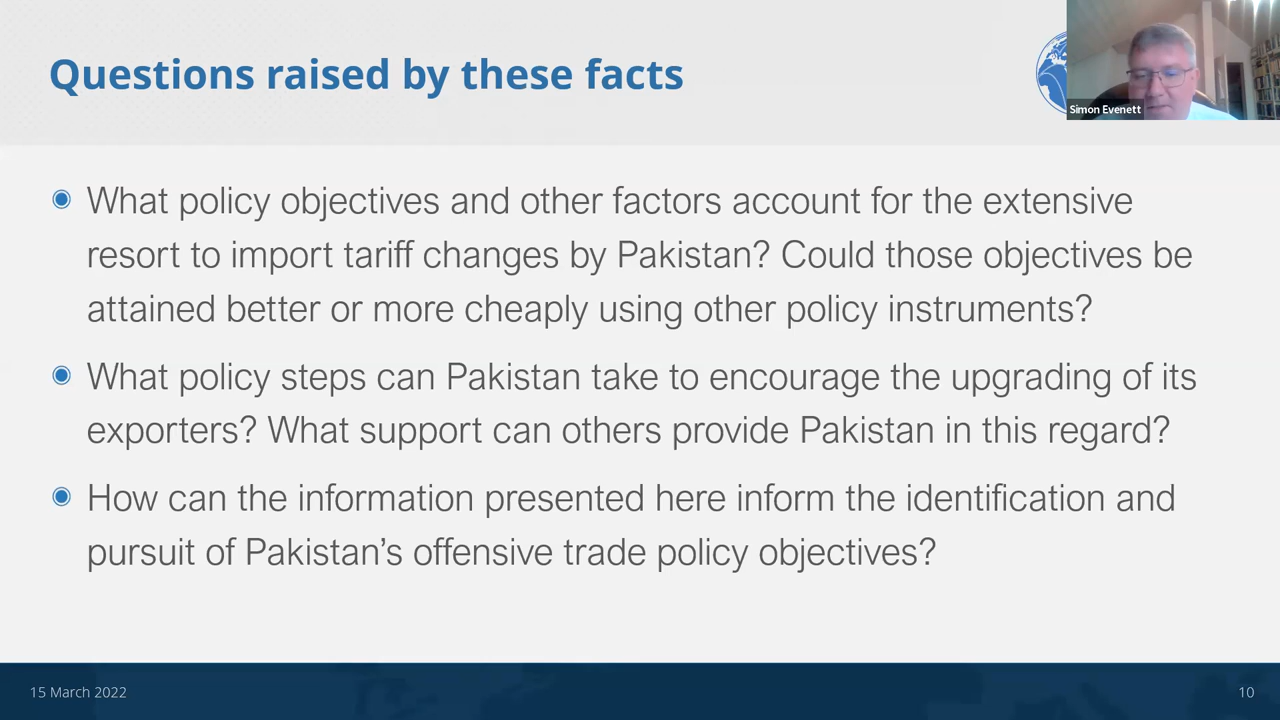 Questions raised by these facts
Simon Evenett
What policy objectives and other factors account for the extensive
resort to import tariff changes by Pakistan? Could those objectives be
attained better or more cheaply using other policy instruments?
What policy steps can Pakistan take to encourage the upgrading of its
exporters? What support can others provide Pakistan in this regard?
How can the information presented here inform the identification and
pursuit of Pakistan’s offensive trade policy objectives?
15 March 2022
10